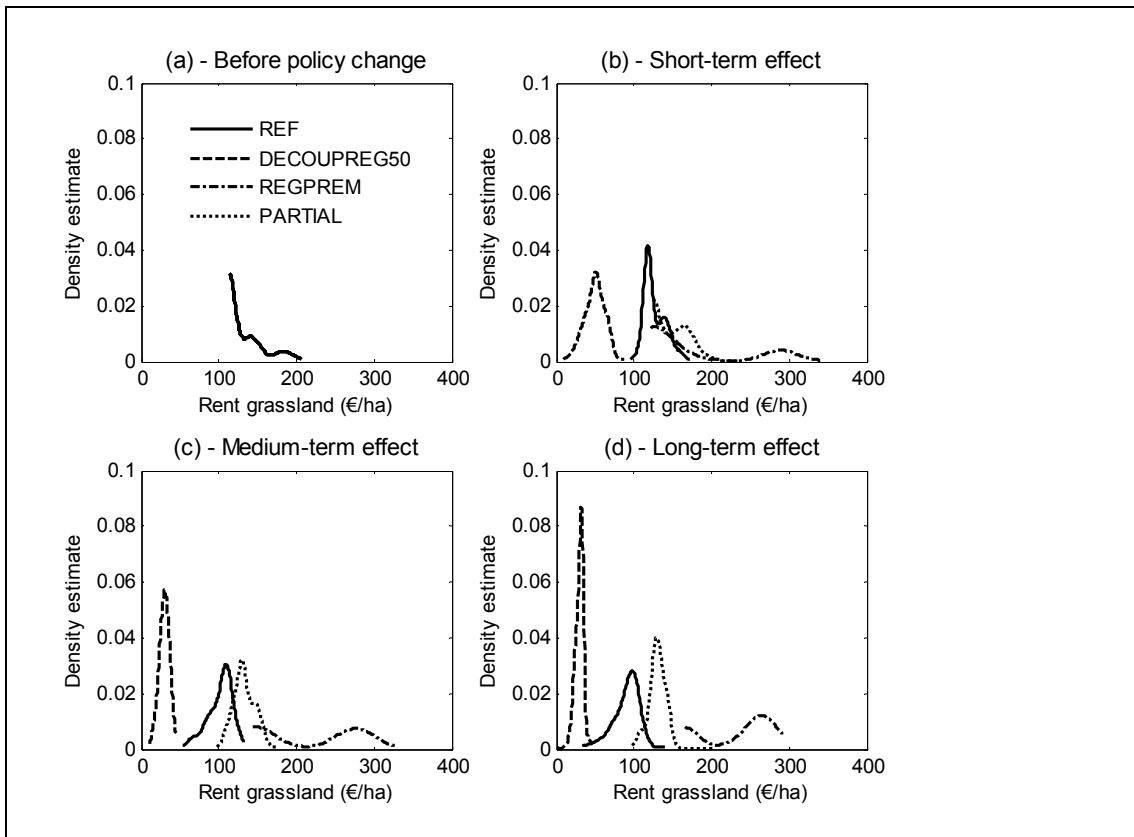 (a) - Before policy change
0.1
0.08
0.06
0.04
0.02
0
Density estimate
REF
DECOUPREG50
REGPREM
PARTIAL
0 100 200 300 400
Rent grassland (€/ha)
(b) - Short-term effect
0.1
0.08
0.06
0.04
0.02
0
Density estimate
0 100 200 300 400
Rent grassland (€/ha)
(c) - Medium-term effect
0.1
0.08
0.06
0.04
0.02
0
Density estimate
0 100 200 300 400
Rent grassland (€/ha)
(d) - Long-term effect
0.1
0.08
0.06
0.04
0.02
0
Density estimate
0 100 200 300 400
Rent grassland (€/ha)